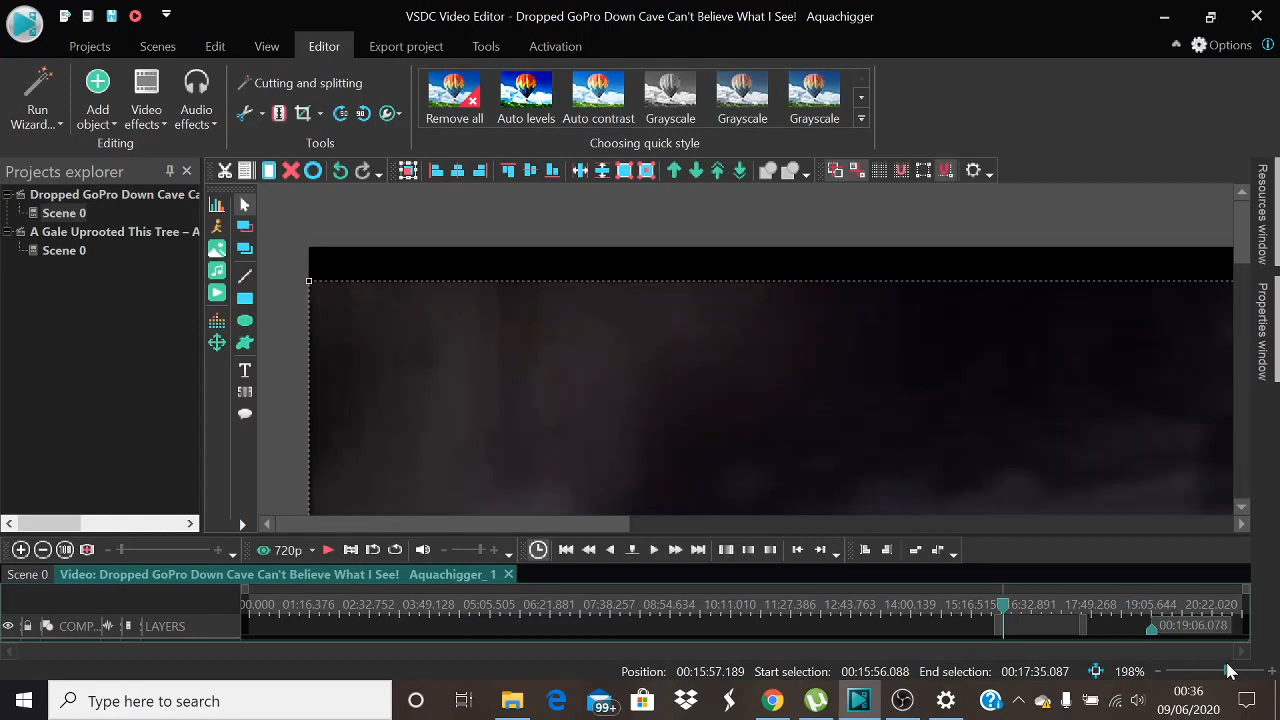 VSDC Video Editor - Dropped GoPro Down Cave Can't Believe What I See! Aquachigger
Projects Scenes Edit View Editor Export project Tools Activation Options
Run Wizard...
Add object
Video effects
Audio effects
Editing
Cutting and splitting
Tools
Remove all Auto levels Auto contrast Grayscale Grayscale Grayscale
Choosing quick style
Projects explorer
Dropped GoPro Down Cave Ca
Scene 0
A Gale Uprooted This Tree – A
Scene 0
Resources window
Properties window
T
720p
Scene 0 Video: Dropped GoPro Down Cave Can't Believe What I See! Aquachigger_ 1
00.000 01:16.376 02:32.752 03:49.128 05:05.505 06:21.881 07:38.257 08:54.634 10:11.010 11:27.386 12:43.763 14:00.139 15:16.515 6:32.891 17:49.268 19:05.644 20:22.020
COMP... LAYERS
00:19:06.078
Position: 00:15:57.189 Start selection: 00:15:56.088 End selection: 00:17:35.087 198%
Type here to search
99+
00:36
09/06/2020